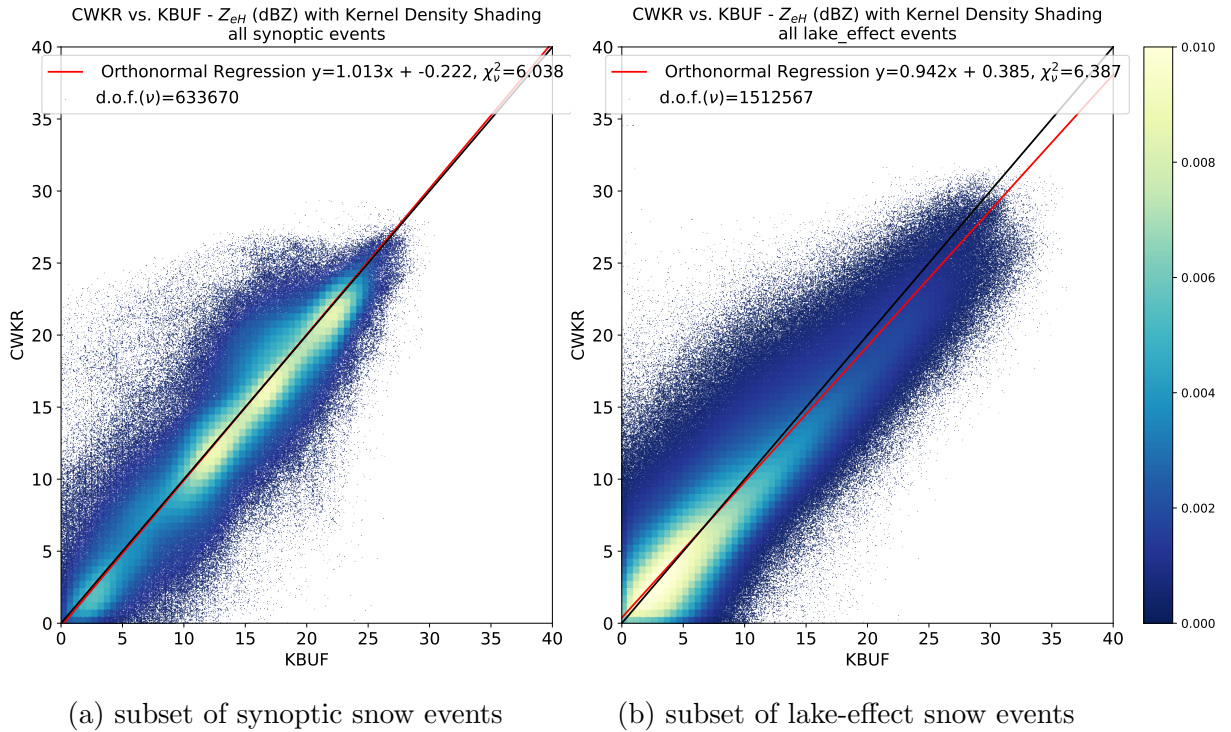 CWKR vs. KBUF - Z_eH (dBZ) with Kernel Density Shading
all synoptic events
40
35
30
25
20
15
10
5
0
CWKR
Orthonormal Regression y=1.013x + -0.222, χ²ᵥ=6.038
d.o.f.(ν)=633670
0 5 10 15 20 25 30 35 40
KBUF
(a) subset of synoptic snow events
CWKR vs. KBUF - Z_eH (dBZ) with Kernel Density Shading
all lake_effect events
40
35
30
25
20
15
10
5
0
CWKR
Orthonormal Regression y=0.942x + 0.385, χ²ᵥ=6.387
d.o.f.(ν)=1512567
0 5 10 15 20 25 30 35 40
KBUF
0.010
0.008
0.006
0.004
0.002
0.000
(b) subset of lake-effect snow events